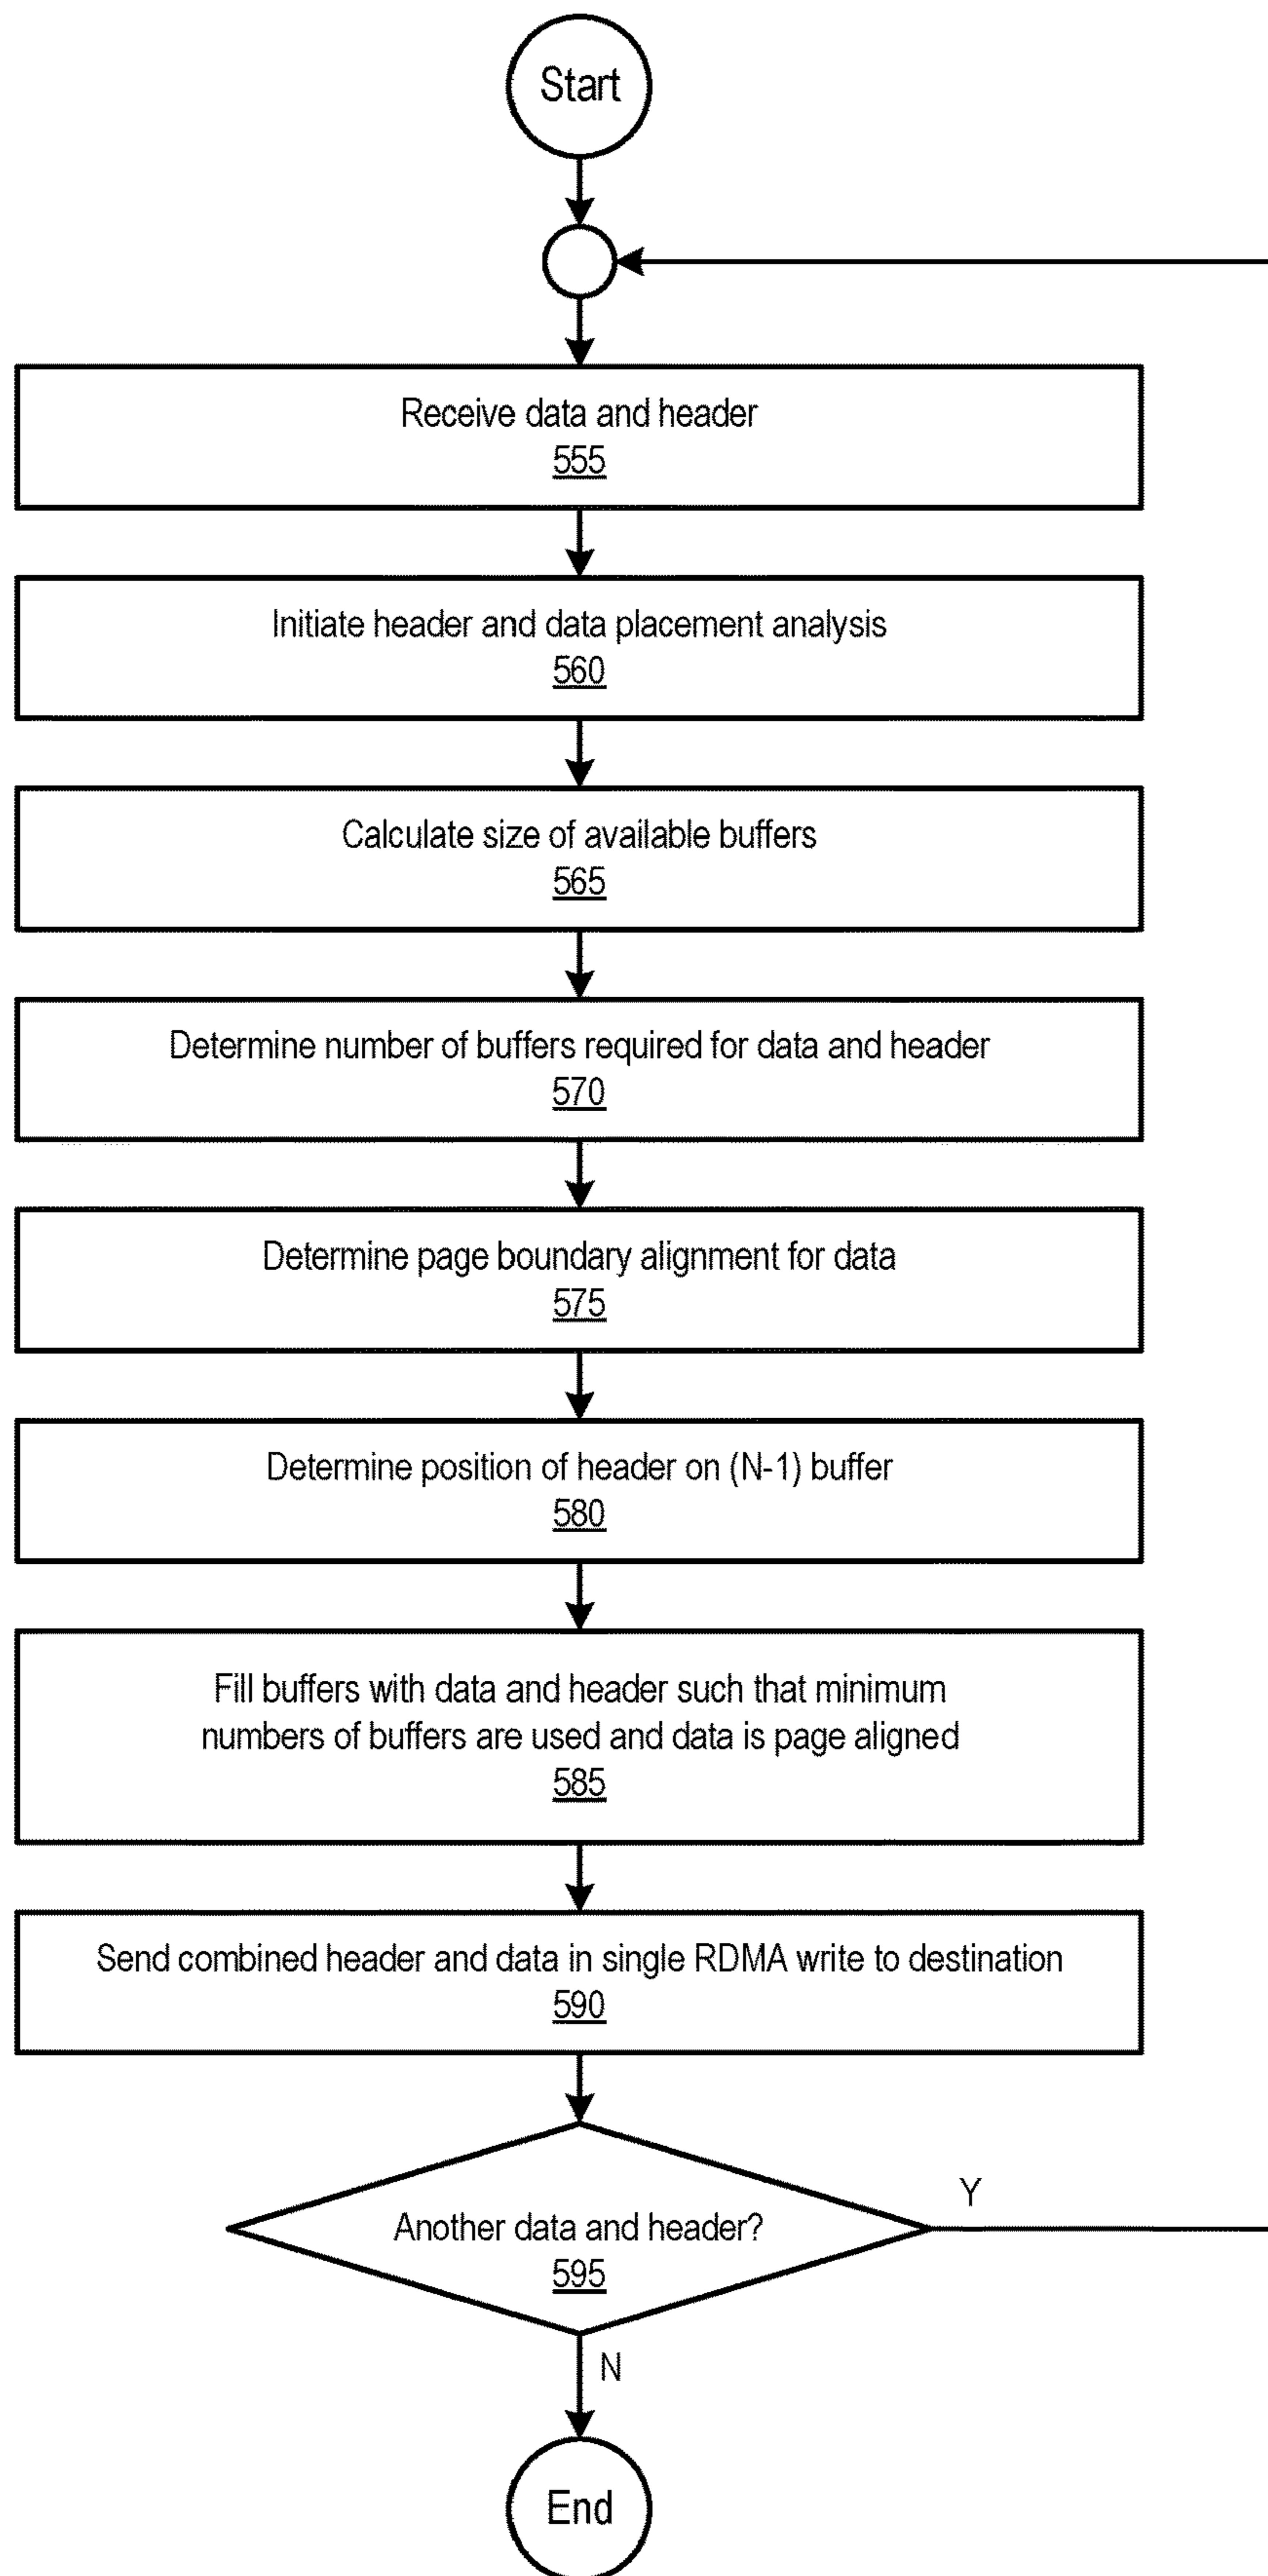 Start
Receive data and header
555
Initiate header and data placement analysis
560
Calculate size of available buffers
565
Determine number of buffers required for data and header
570
Determine page boundary alignment for data
575
Determine position of header on (N-1) buffer
580
Fill buffers with data and header such that minimum
numbers of buffers are used and data is page aligned
585
Send combined header and data in single RDMA write to destination
590
Y
Another data and header?
595
N
End